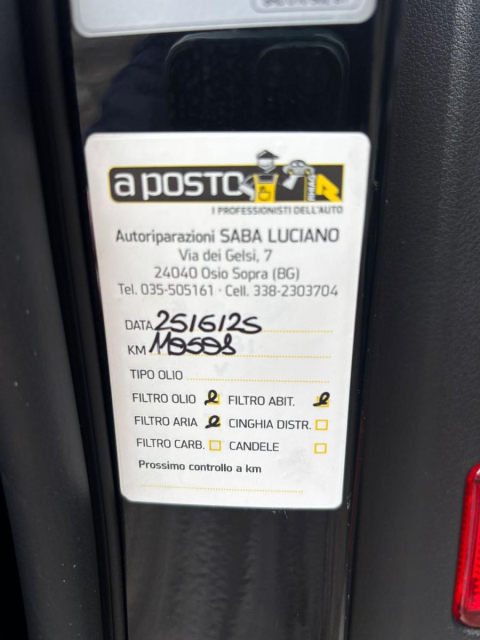 a posto
RHIAG
I PROFESSIONISTI DELL'AUTO
Autoriparazioni SABA LUCIANO
Via dei Gelsi, 7
24040 Osio Sopra (BG)
Tel. 035-505161 · Cell. 338-2303704
DATA 25/6/25
KM
TIPO OLIO
FILTRO OLIO FILTRO ABIT.
FILTRO ARIA CINGHIA DISTR.
FILTRO CARB. CANDELE
Prossimo controllo a km